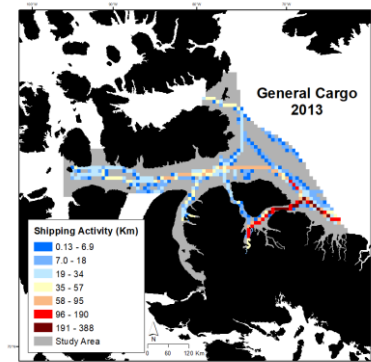 General Cargo
2013
Shipping Activity (Km)
0.13 - 6.9
7.0 - 18
19 - 34
35 - 57
58 - 95
96 - 190
191 - 388
Study Area
0 30 60 120 Km